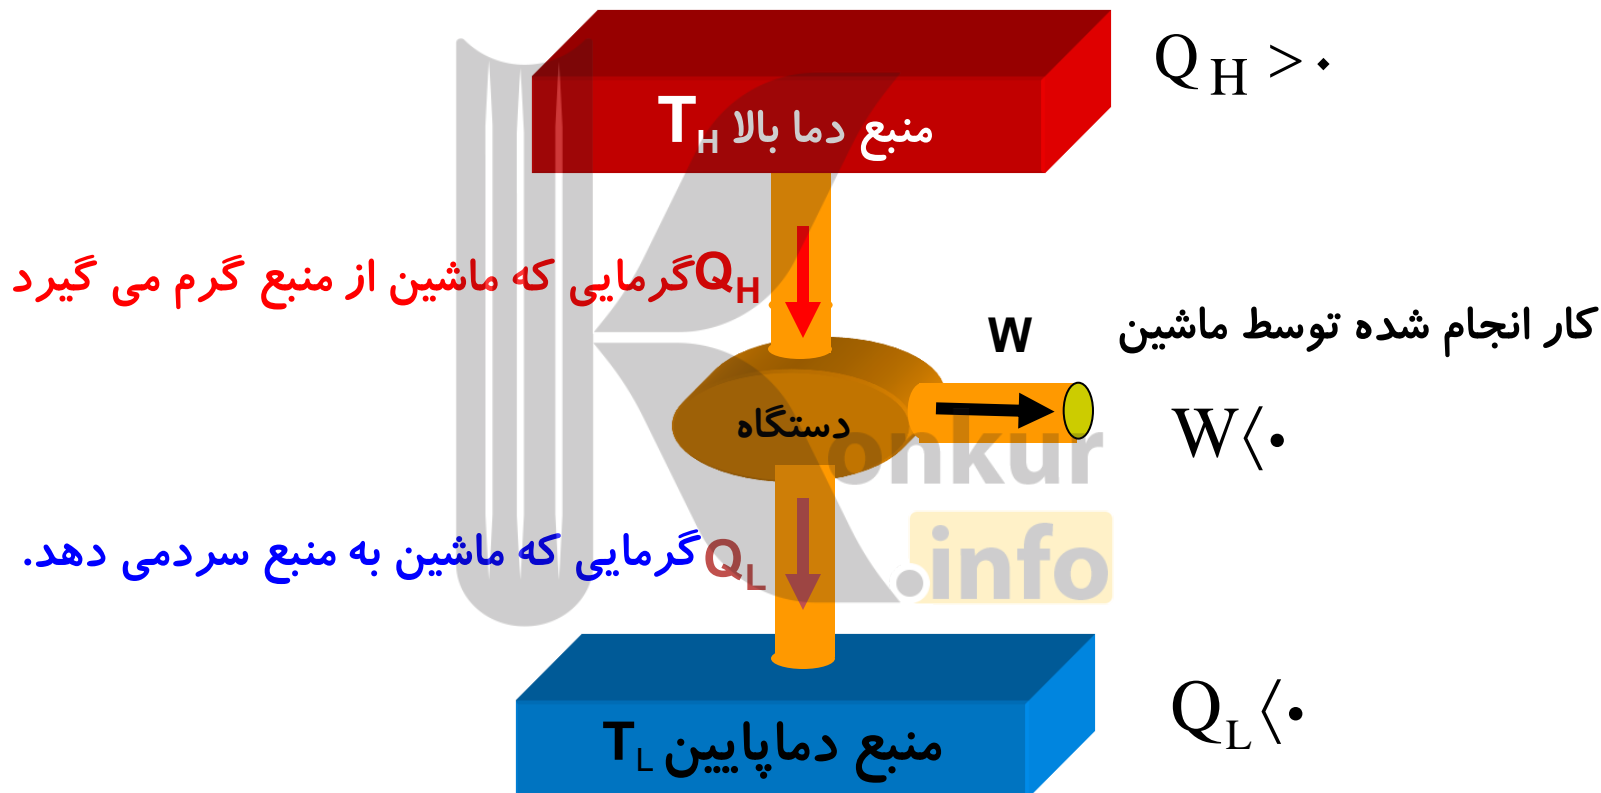 منبع دما بالا T_H
Q_H > ۰
Q_H گرمایی که ماشین از منبع گرم می گیرد
W
کار انجام شده توسط ماشین
دستگاه
W〈۰
onkur
.info
Q_L گرمایی که ماشین به منبع سردمی دهد.
Q_L〈۰
منبع دماپایین T_L